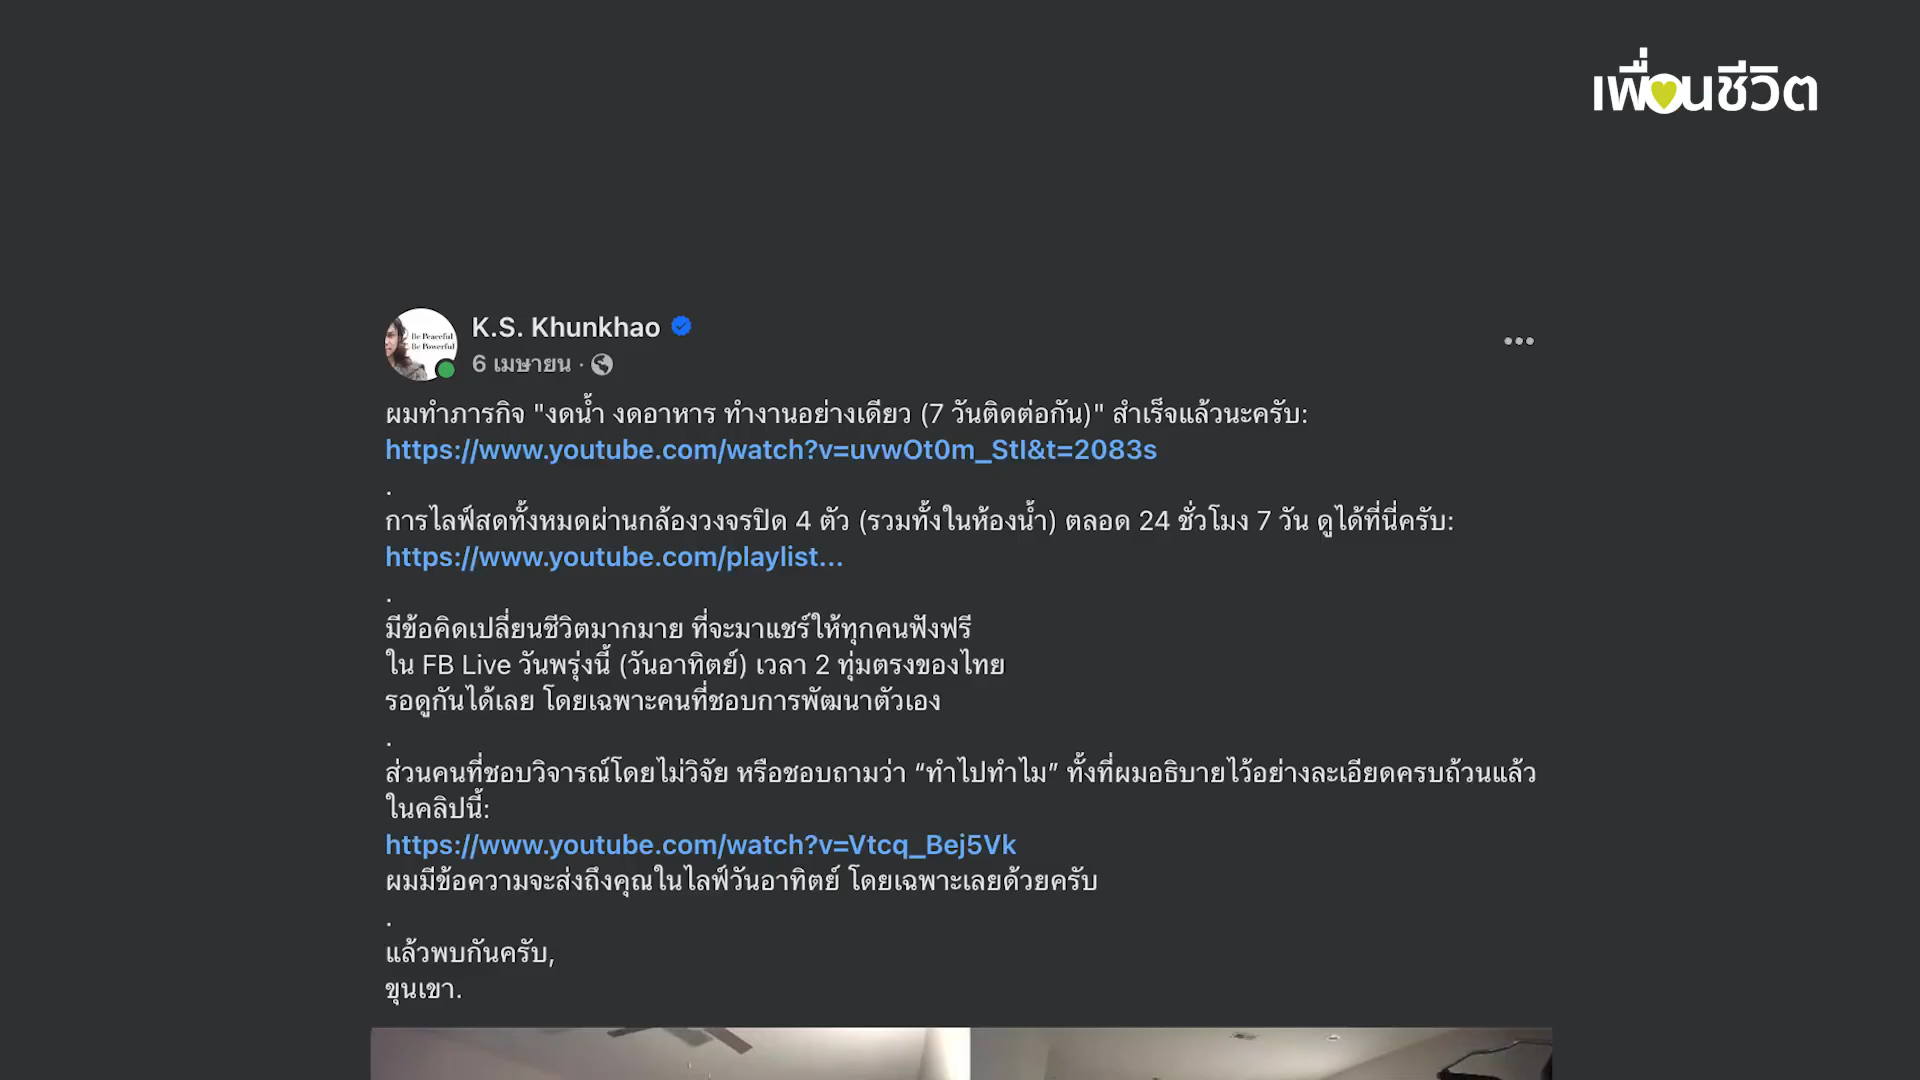 เพื่อนชีวิต
Be Peaceful
Be Powerful
K.S. Khunkhao
6 เมษายน ·
ผมทำภารกิจ "งดน้ำ งดอาหาร ทำงานอย่างเดียว (7 วันติดต่อกัน)" สำเร็จแล้วนะครับ:
https://www.youtube.com/watch?v=uvwOt0m_StI&t=2083s
.
การไลฟ์สดทั้งหมดผ่านกล้องวงจรปิด 4 ตัว (รวมทั้งในห้องน้ำ) ตลอด 24 ชั่วโมง 7 วัน ดูได้ที่นี่ครับ:
https://www.youtube.com/playlist...
.
มีข้อคิดเปลี่ยนชีวิตมากมาย ที่จะมาแชร์ให้ทุกคนฟังฟรี
ใน FB Live วันพรุ่งนี้ (วันอาทิตย์) เวลา 2 ทุ่มตรงของไทย
รอดูกันได้เลย โดยเฉพาะคนที่ชอบการพัฒนาตัวเอง
.
ส่วนคนที่ชอบวิจารณ์โดยไม่วิจัย หรือชอบถามว่า “ทำไปทำไม” ทั้งที่ผมอธิบายไว้อย่างละเอียดครบถ้วนแล้ว
ในคลิปนี้:
https://www.youtube.com/watch?v=Vtcq_Bej5Vk
ผมมีข้อความจะส่งถึงคุณในไลฟ์วันอาทิตย์ โดยเฉพาะเลยด้วยครับ
.
แล้วพบกันครับ,
ขุนเขา.